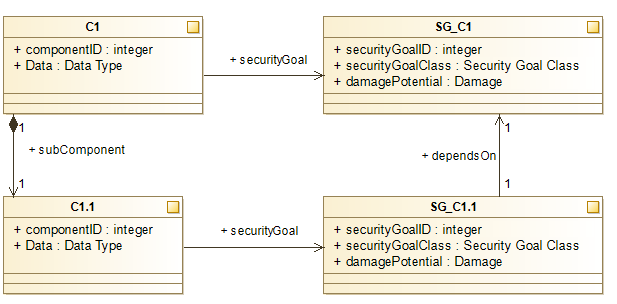 C1
+ componentID : integer
+ Data : Data Type
+ securityGoal
SG_C1
+ securityGoalID : integer
+ securityGoalClass : Security Goal Class
+ damagePotential : Damage
1
+ subComponent
1
1
+ dependsOn
1
C1.1
+ componentID : integer
+ Data : Data Type
+ securityGoal
SG_C1.1
+ securityGoalID : integer
+ securityGoalClass : Security Goal Class
+ damagePotential : Damage